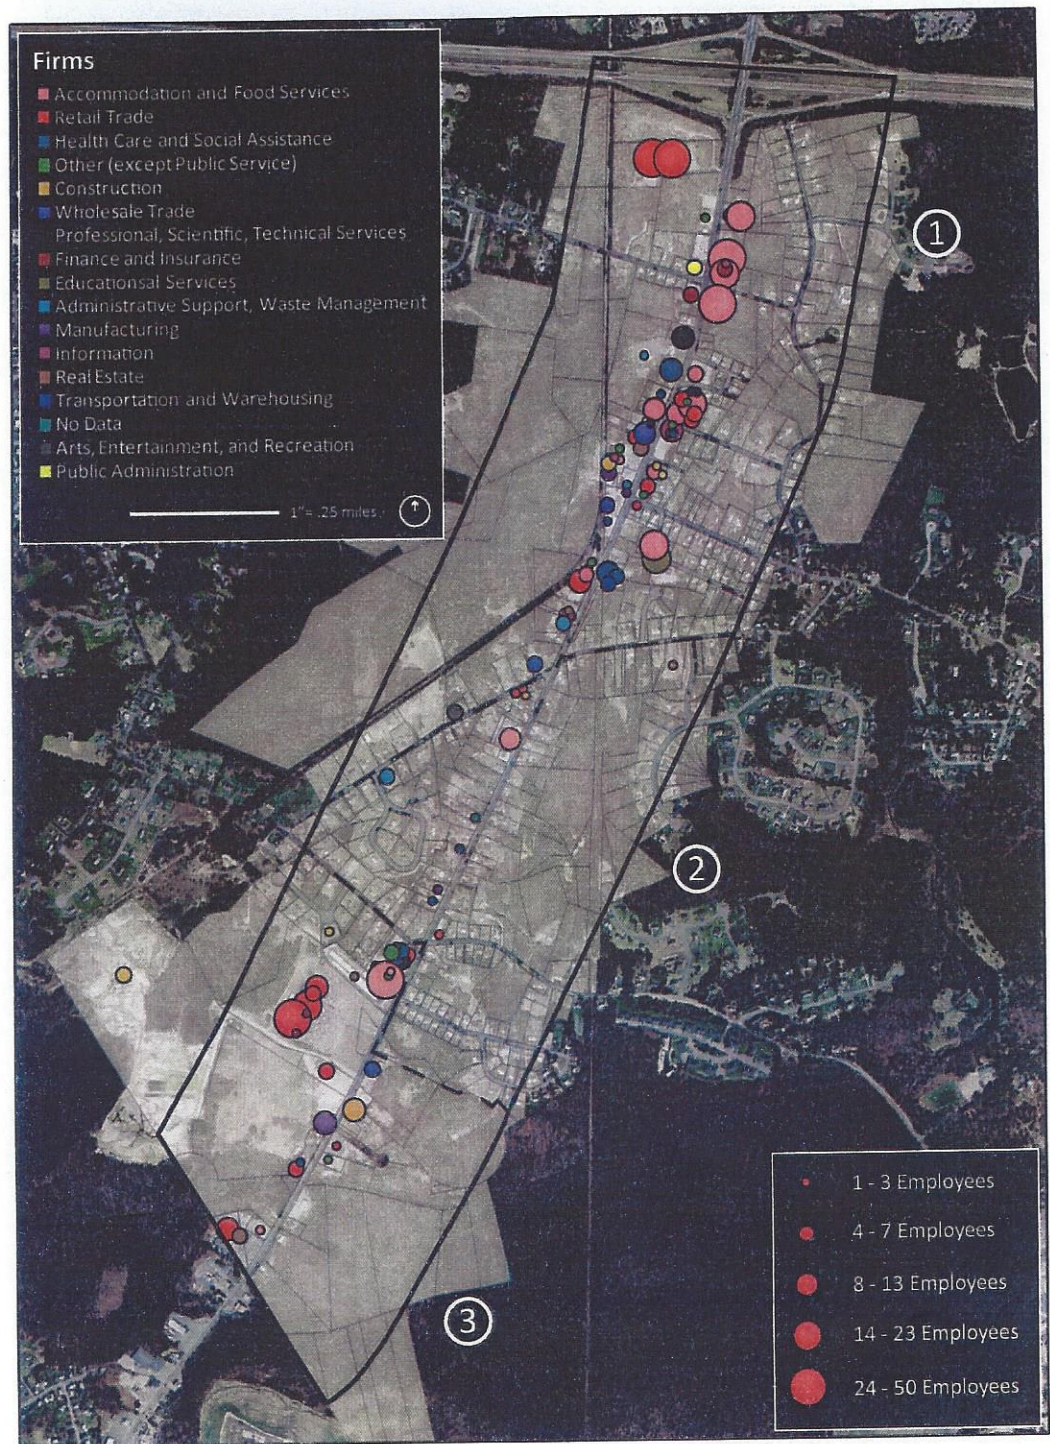 Firms
Accommodation and Food Services
Retail Trade
Health Care and Social Assistance
Other (except Public Service)
Construction
Wholesale Trade
Professional, Scientific, Technical Services
Finance and Insurance
Educationsal Services
Administrative Support, Waste Management
Manufacturing
Information
Real Estate
Transportation and Warehousing
No Data
Arts, Entertainment, and Recreation
Public Administration
1"= .25 miles
1
2
3
1 - 3 Employees
4 - 7 Employees
8 - 13 Employees
14 - 23 Employees
24 - 50 Employees